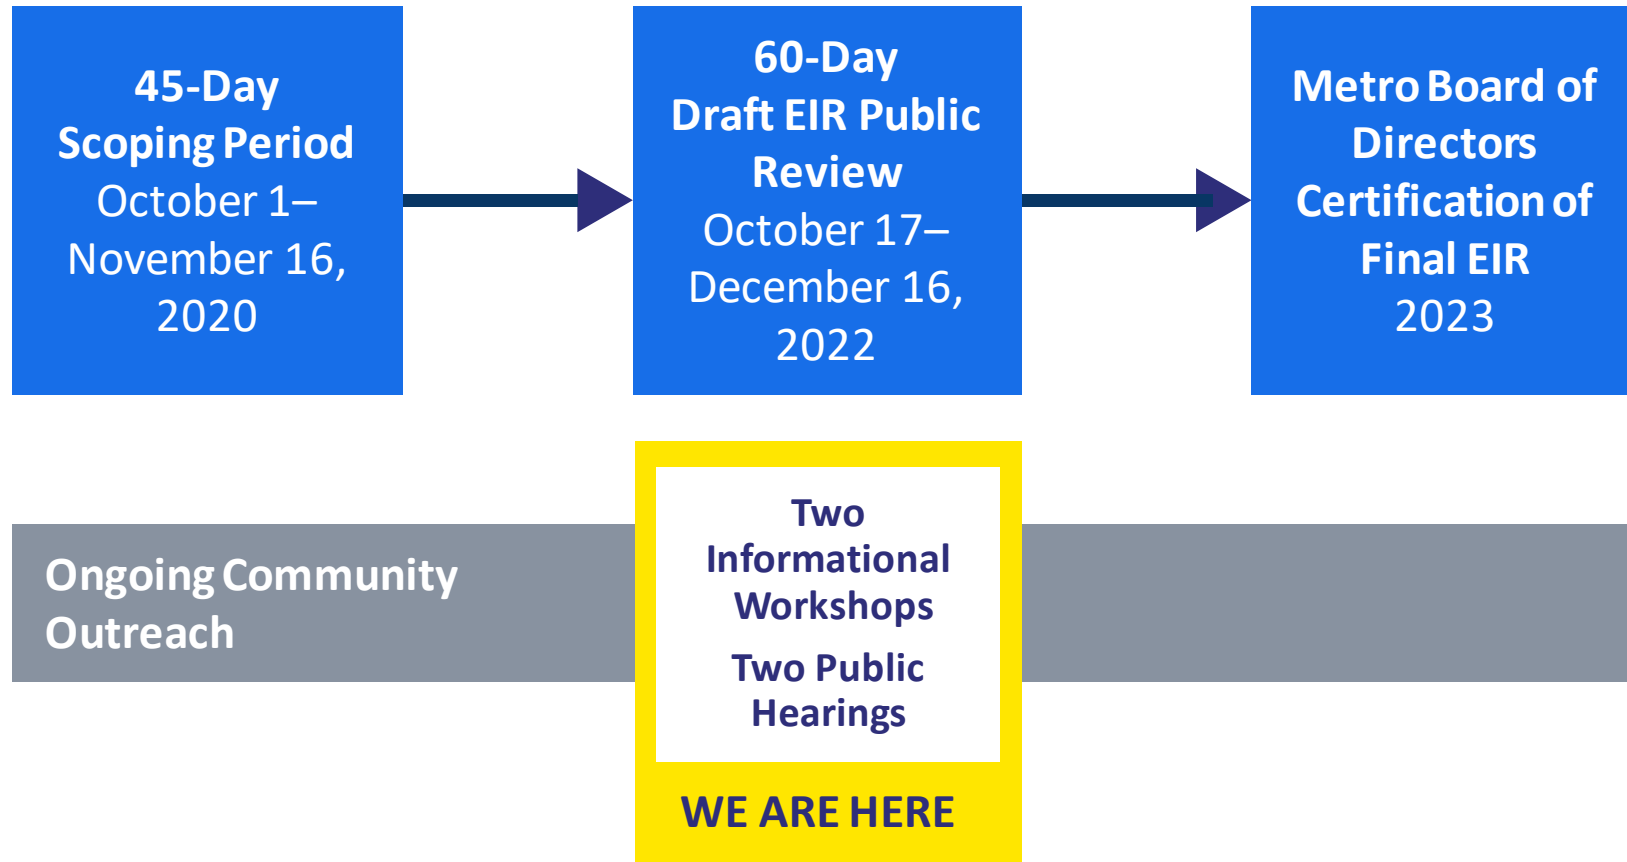 45-Day
Scoping Period
October 1–
November 16,
2020
60-Day
Draft EIR Public
Review
October 17–
December 16,
2022
Metro Board of
Directors
Certification of
Final EIR
2023
Ongoing Community
Outreach
Two
Informational
Workshops
Two Public
Hearings
WE ARE HERE